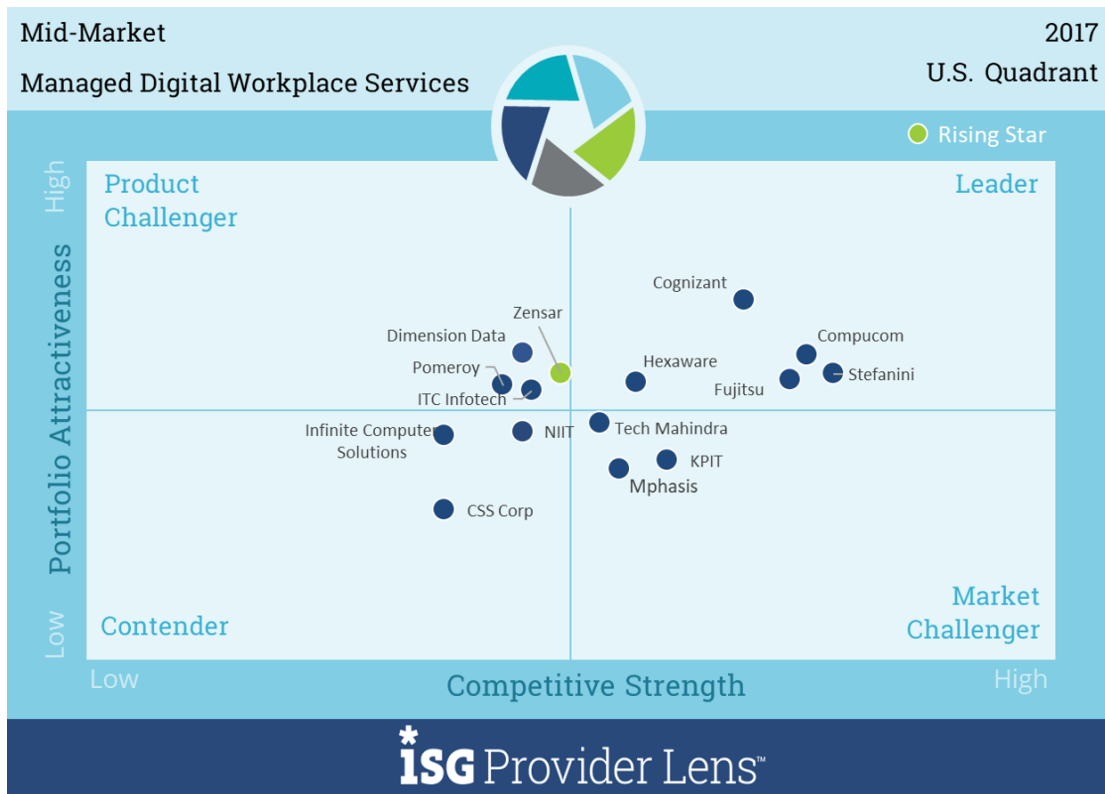 Mid-Market
2017
Managed Digital Workplace Services
U.S. Quadrant
Rising Star
High
Portfolio Attractiveness
Low
Product
Challenger
Leader
Cognizant
Zensar
Dimension Data
Compucom
Pomeroy
Hexaware
Stefanini
Fujitsu
ITC Infotech
Infinite Computer
Solutions
NIIT
Tech Mahindra
KPIT
Mphasis
CSS Corp
Contender
Market
Challenger
Low
Competitive Strength
High
*
iSG Provider Lens™